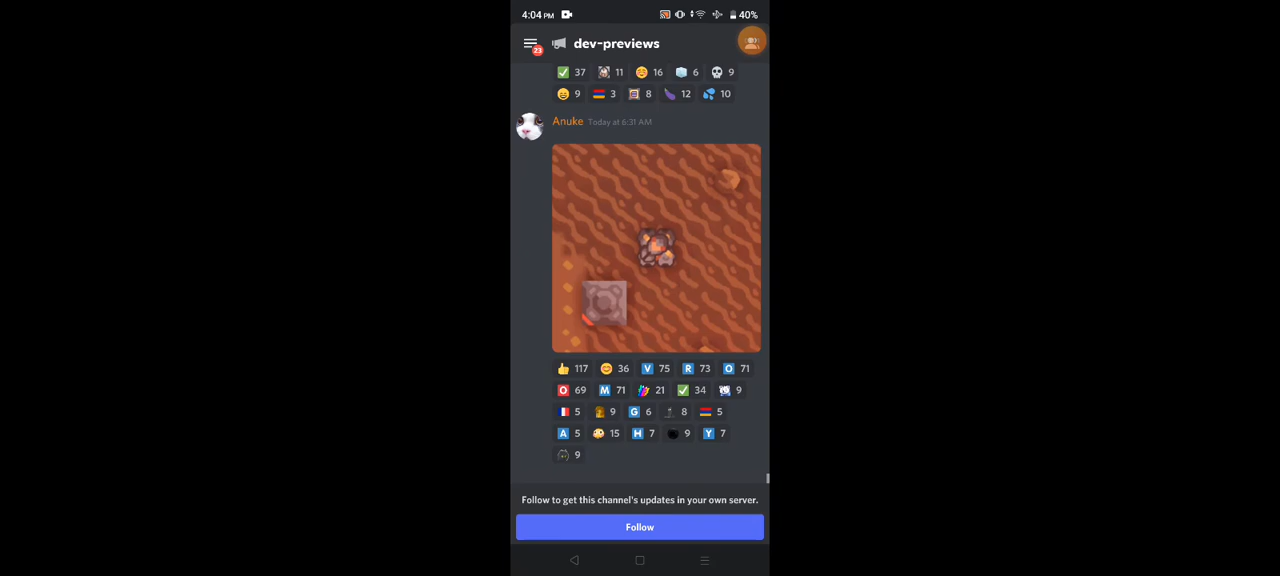 4:04 PM 40%
23 dev-previews
37 11 16 6 9
9 3 8 12 10
Anuke Today at 6:31 AM
117 36 V 75 R 73 O 71
O 69 M 71 21 34 9
5 9 G 6 8 5
A 5 15 H 7 9 Y 7
9
Follow to get this channel's updates in your own server.
Follow